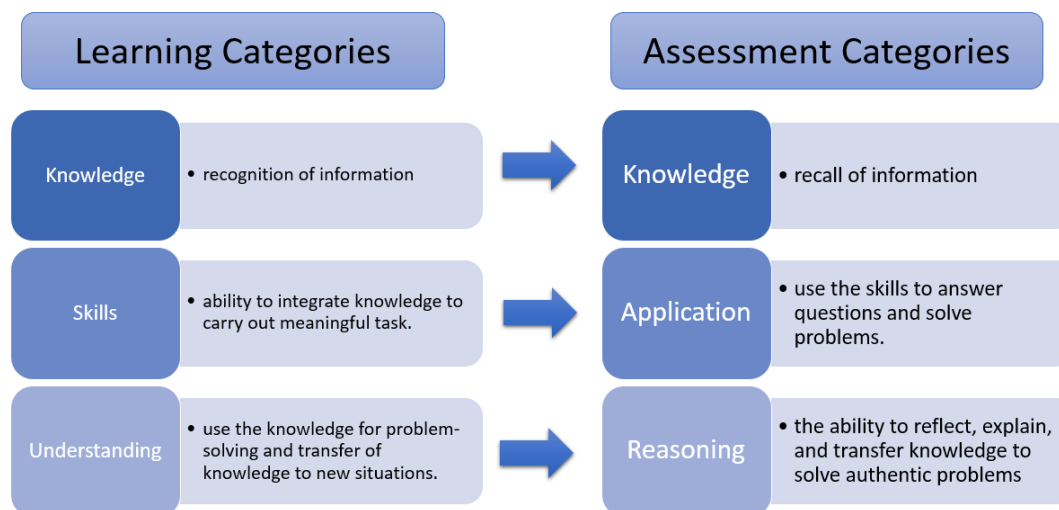 Learning Categories
Assessment Categories
Knowledge
• recognition of information
Knowledge
• recall of information
Skills
• ability to integrate knowledge to
carry out meaningful task.
Application
• use the skills to answer
questions and solve
problems.
Understanding
• use the knowledge for problem-
solving and transfer of
knowledge to new situations.
Reasoning
• the ability to reflect, explain,
and transfer knowledge to
solve authentic problems